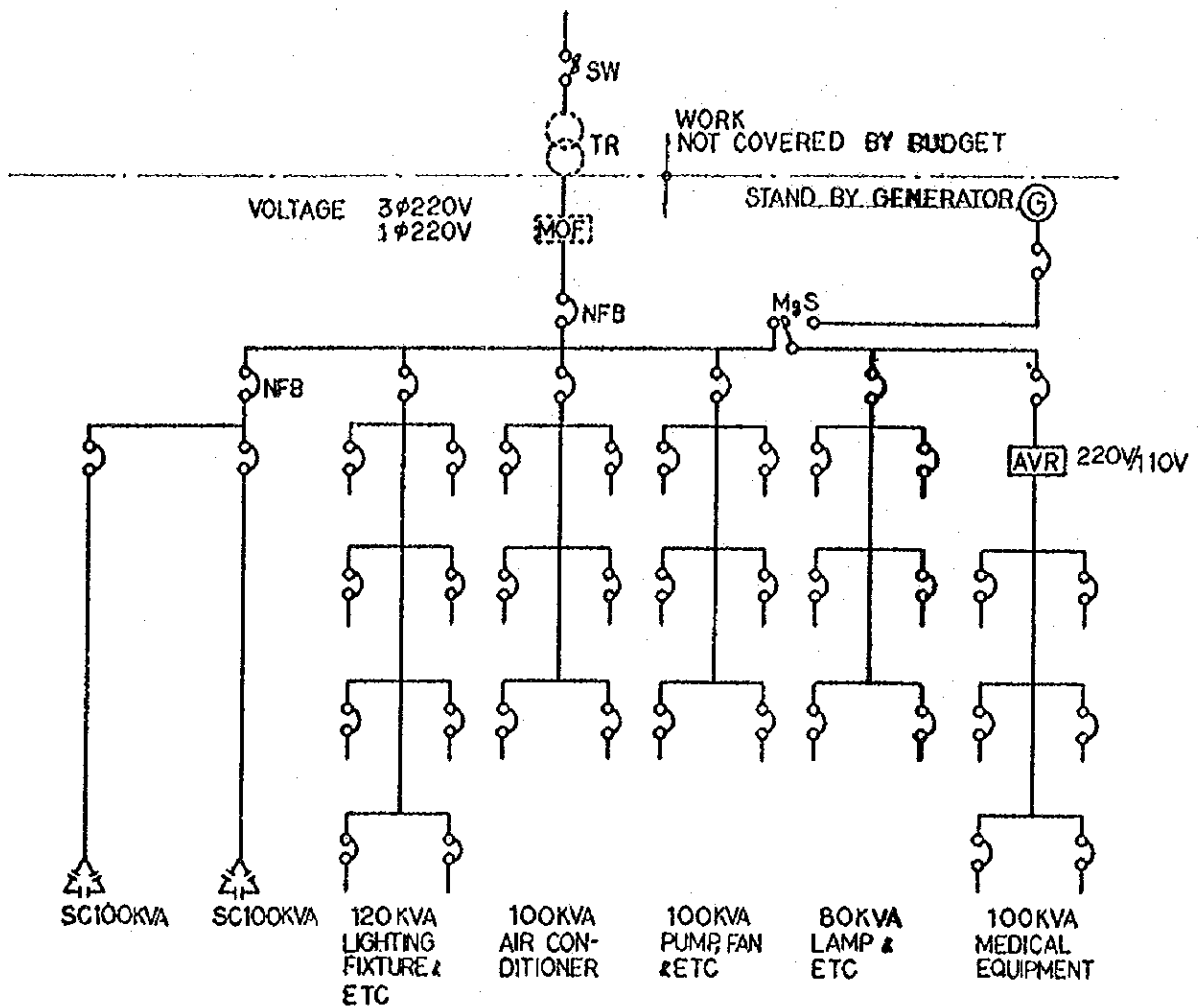 SW
TR
WORK
NOT COVERED BY BUDGET
VOLTAGE 3φ220V
1φ220V
MOF
STAND BY GENERATOR
G
NFB
MgS
NFB
AVR
220V/110V
SC100KVA
SC100KVA
120KVA
LIGHTING
FIXTURE &
ETC
100KVA
AIR CON-
DITIONER
100KVA
PUMP, FAN
& ETC
80KVA
LAMP &
ETC
100KVA
MEDICAL
EQUIPMENT